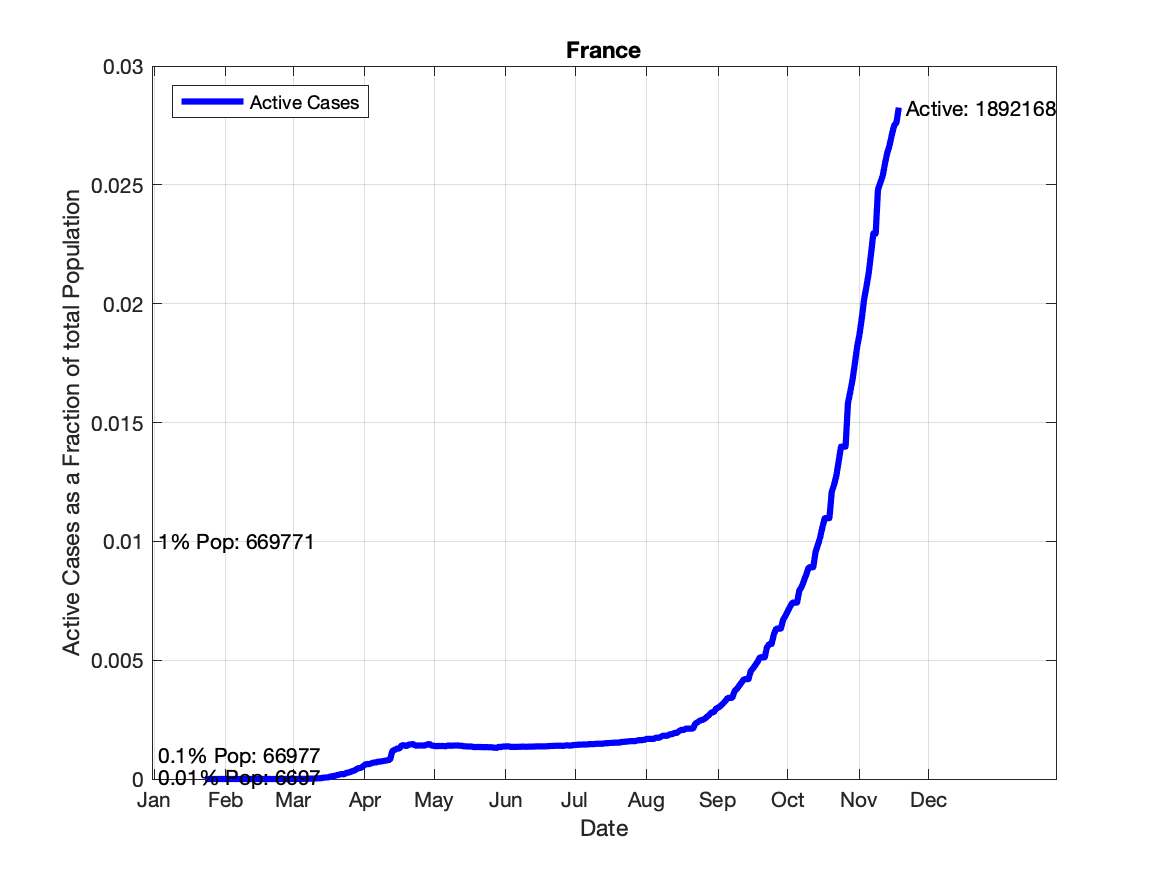 France
0.03
Active Cases
Active: 1892168
0.025
0.02
0.015
0.01
1% Pop: 669771
0.005
0.1% Pop: 66977
0
0.01% Pop: 6697
Jan Feb Mar Apr May Jun Jul Aug Sep Oct Nov Dec
Date
Active Cases as a Fraction of total Population